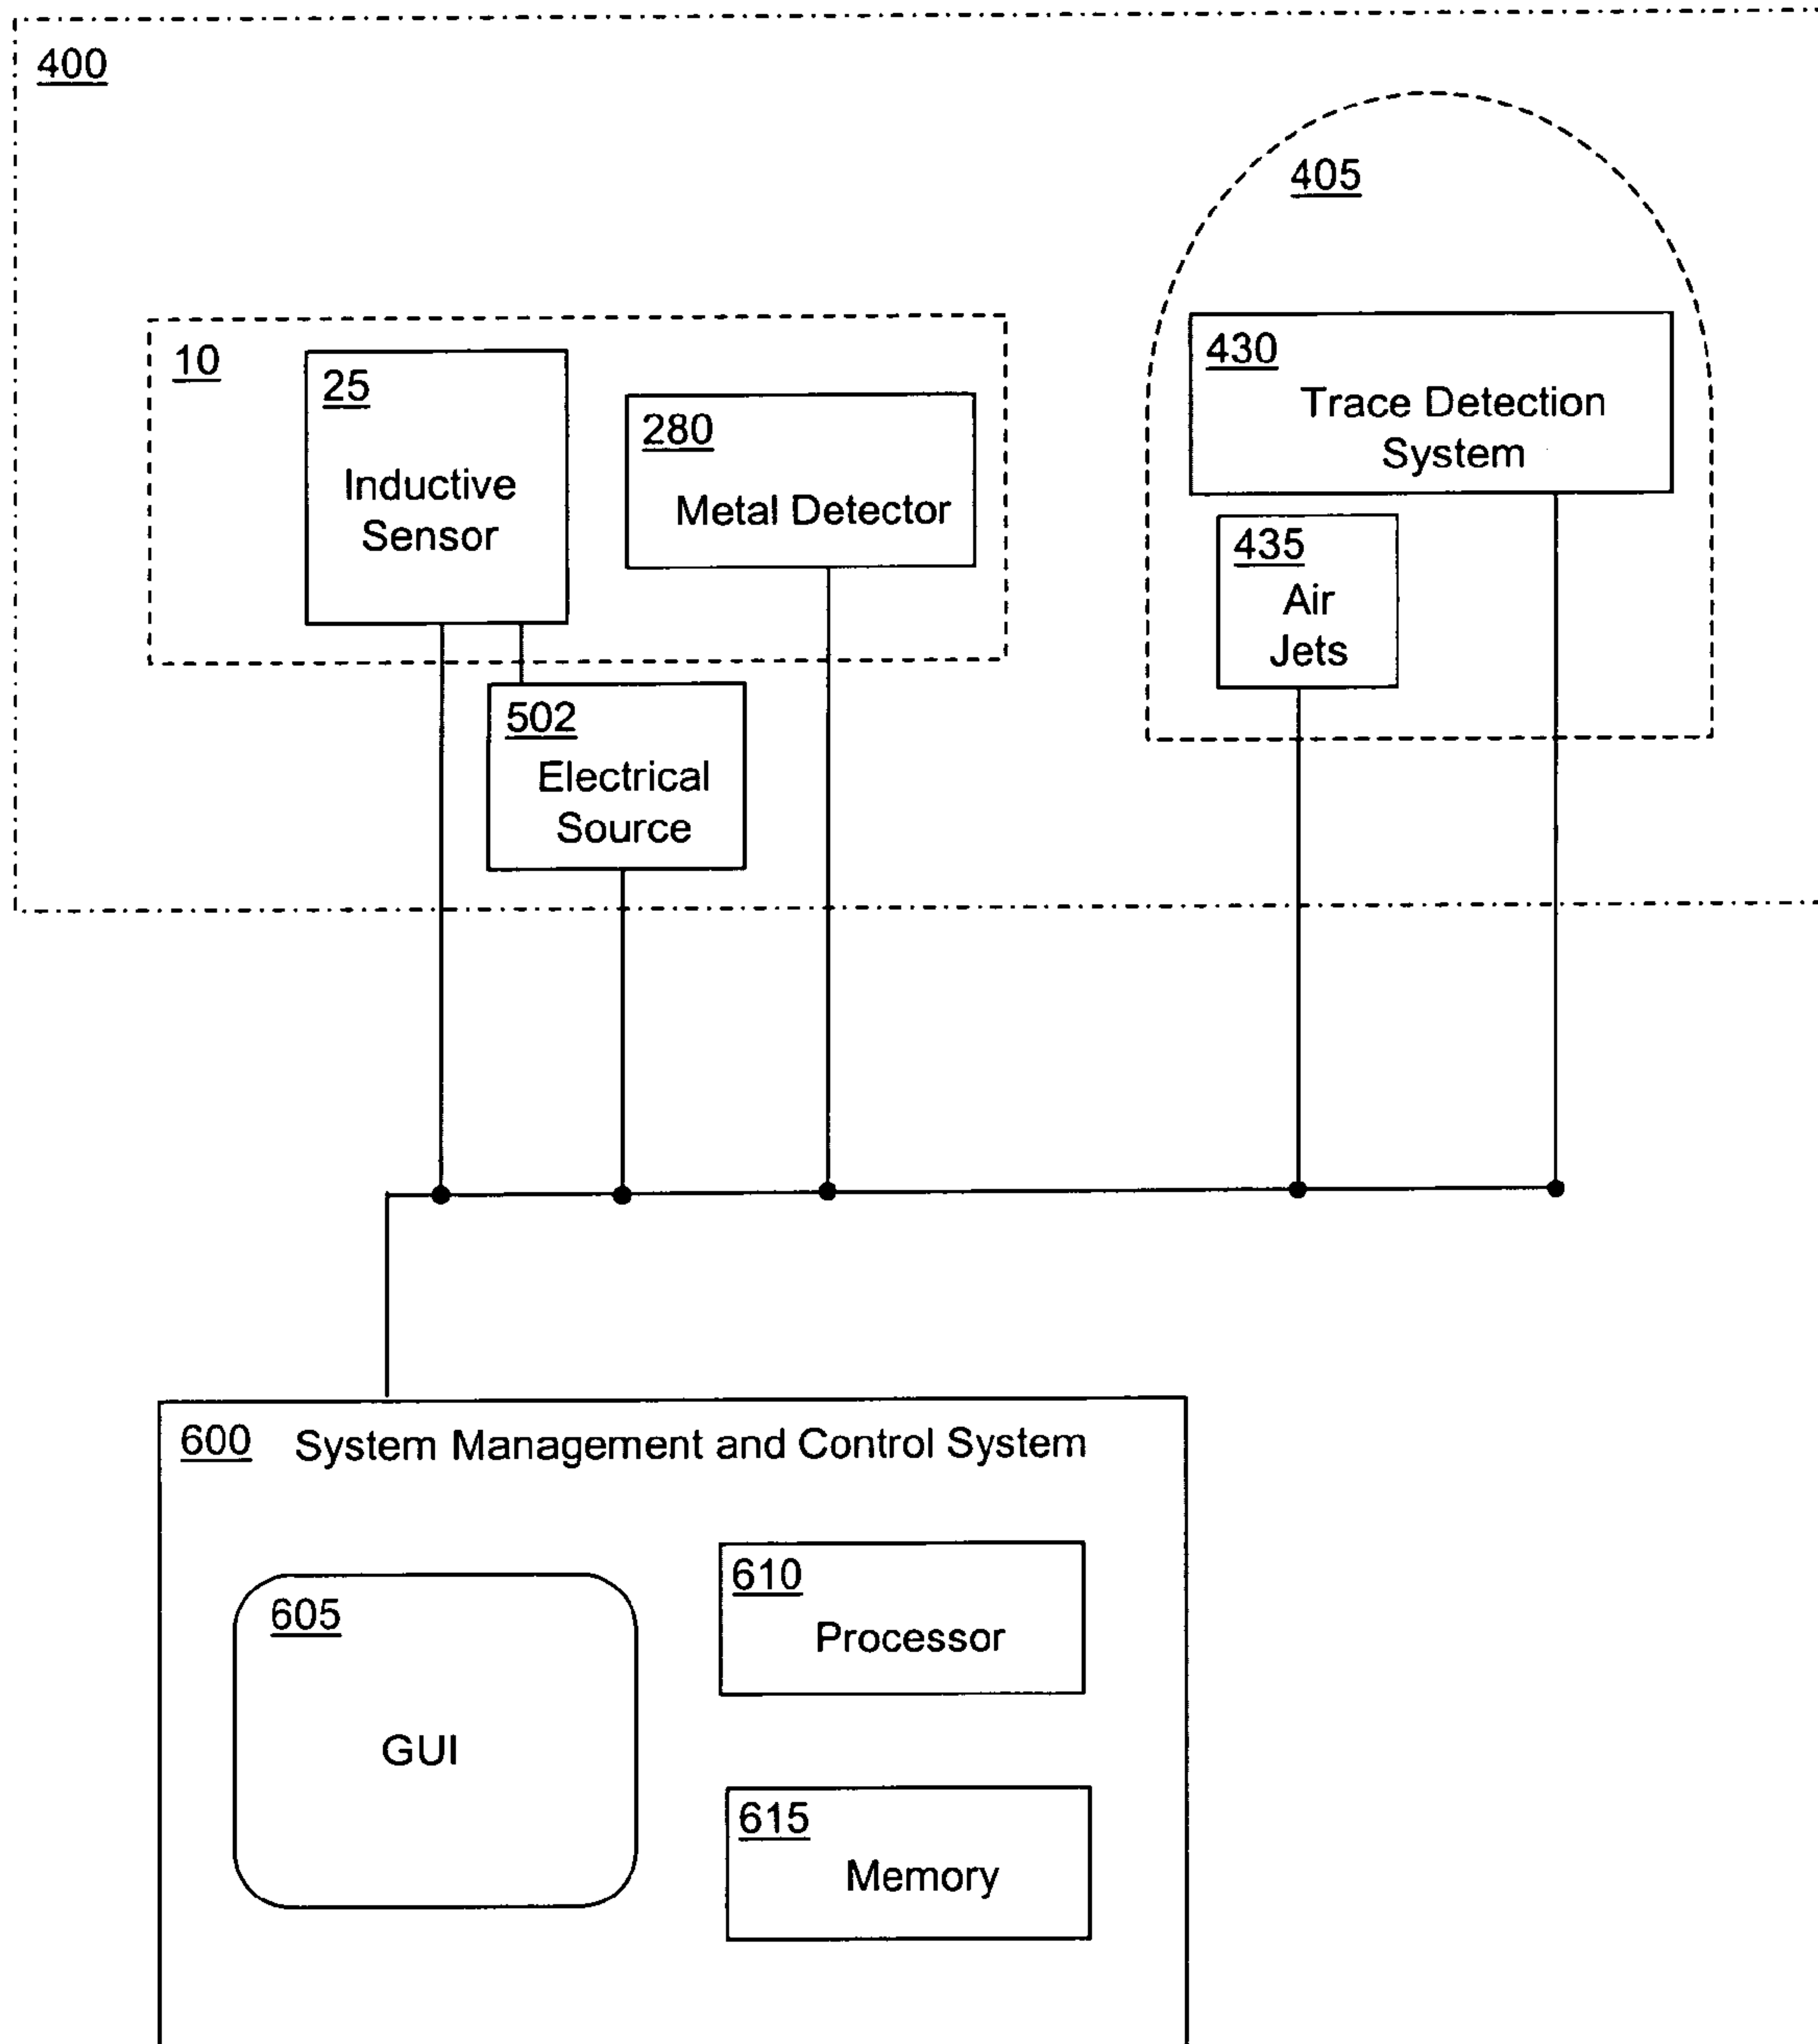 400
405
10
25
Inductive
Sensor
280
Metal Detector
430
Trace Detection
System
435
Air
Jets
502
Electrical
Source
600 System Management and Control System
605
GUI
610
Processor
615
Memory